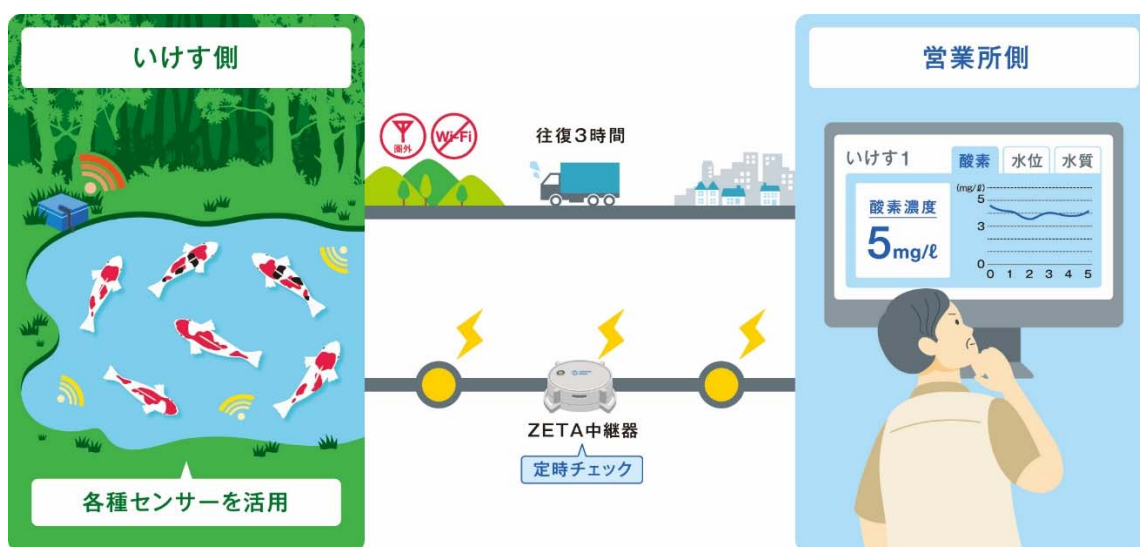 いけす側
各種センサーを活用
圏外
Wi-Fi
往復3時間
ZETA中継器
定時チェック
営業所側
いけす1
酸素
水位
水質
酸素濃度
5mg/ℓ
(mg/ℓ)
5
3
0
0 1 2 3 4 5